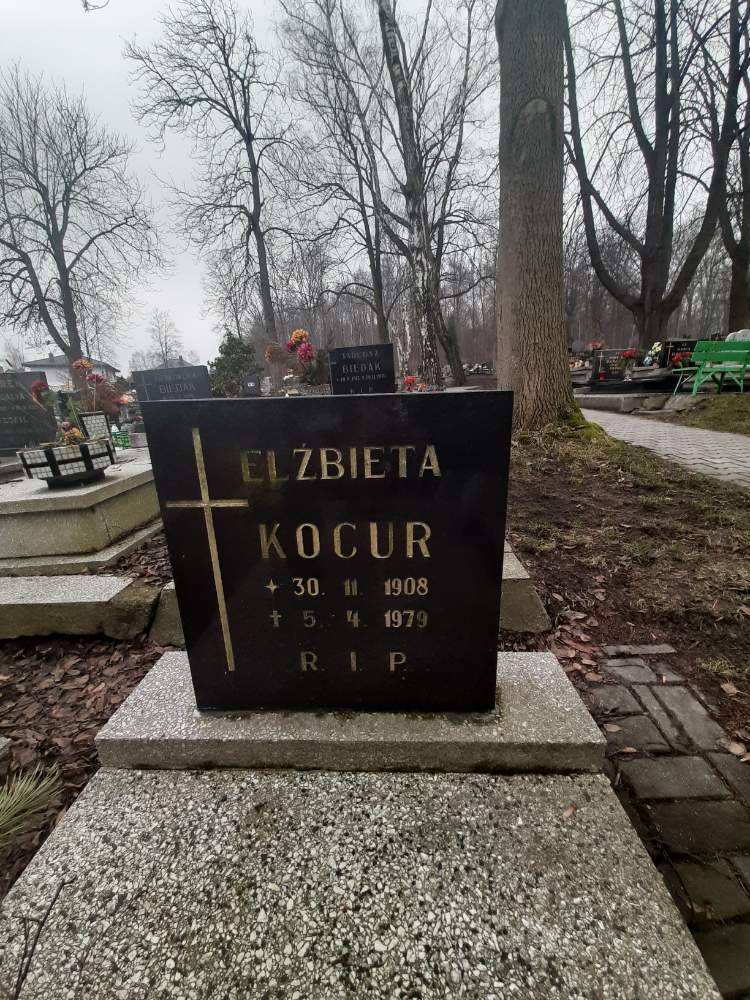 ELŻBIETA
KOCUR
✦ 30. 11. 1908
✝ 5. 4. 1979
R. I. P.
BIEDAK
BIEDAK
R I P